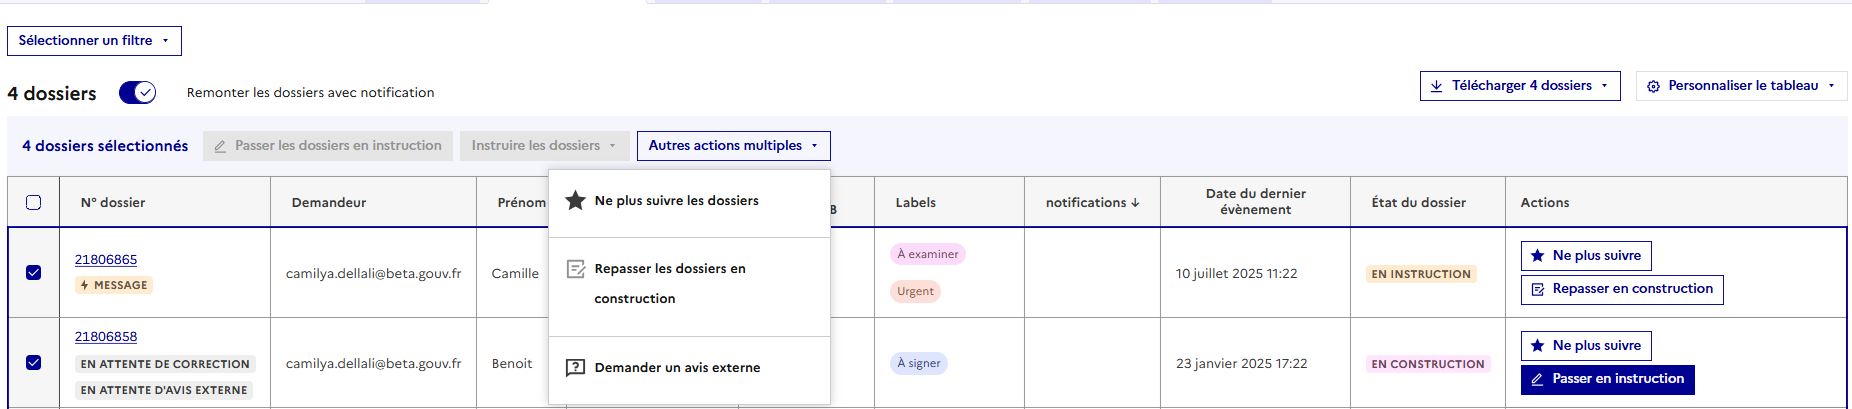 Sélectionner un filtre
4 dossiers
Remonter les dossiers avec notification
Télécharger 4 dossiers
Personnaliser le tableau
4 dossiers sélectionnés
Passer les dossiers en instruction
Instruire les dossiers
Autres actions multiples
Ne plus suivre les dossiers
Repasser les dossiers en
construction
Demander un avis externe
N° dossier
Demandeur
Prénom
B
Labels
notifications ↓
Date du dernier
évènement
État du dossier
Actions
21806865
MESSAGE
camilya.dellali@beta.gouv.fr
Camille
À examiner
Urgent
10 juillet 2025 11:22
EN INSTRUCTION
Ne plus suivre
Repasser en construction
21806858
EN ATTENTE DE CORRECTION
EN ATTENTE D'AVIS EXTERNE
camilya.dellali@beta.gouv.fr
Benoit
À signer
23 janvier 2025 17:22
EN CONSTRUCTION
Ne plus suivre
Passer en instruction